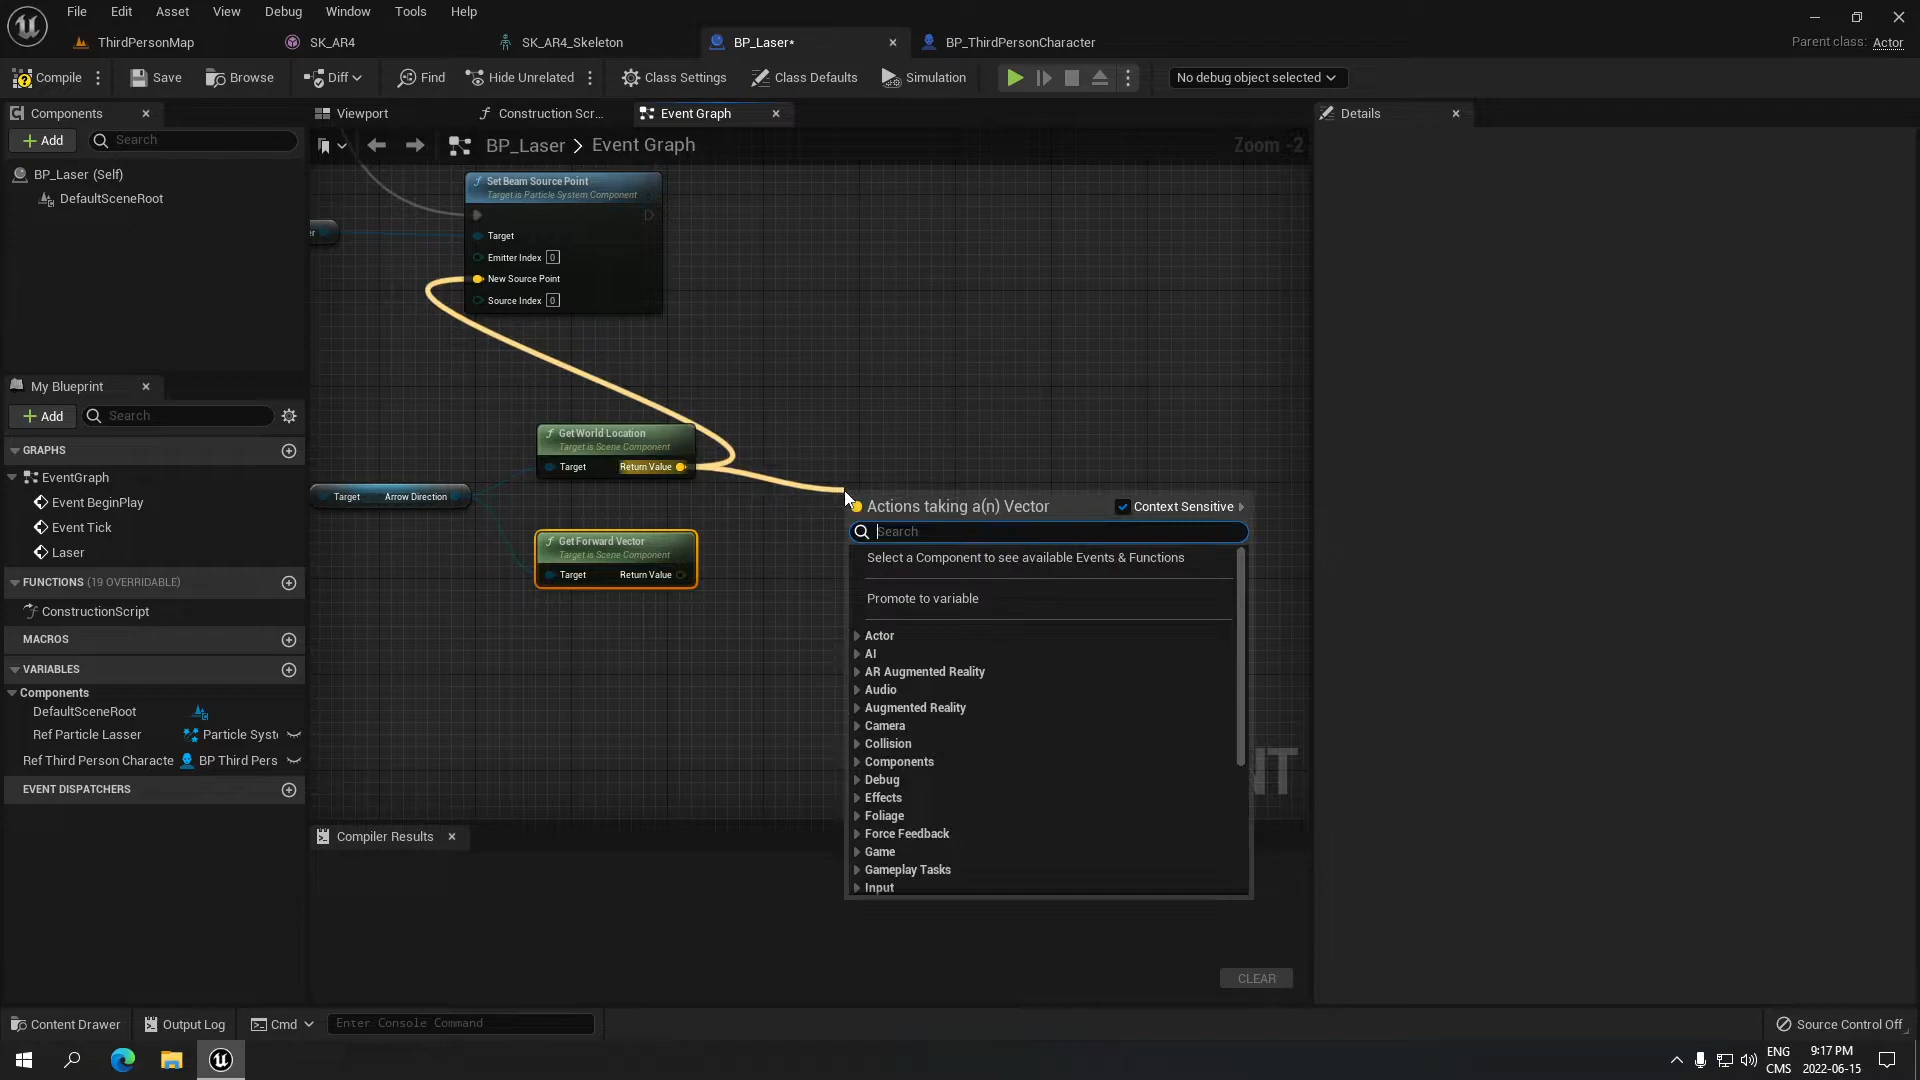 File Edit Asset View Debug Window Tools Help
ThirdPersonMap SK_AR4 SK_AR4_Skeleton BP_Laser* BP_ThirdPersonCharacter Parent class: Actor
Compile Save Browse Diff Find Hide Unrelated Class Settings Class Defaults Simulation No debug object selected
Components Viewport Construction Scr... Event Graph Details
Add Search
BP_Laser > Event Graph Zoom -2
BP_Laser (Self)
DefaultSceneRoot
Set Beam Source Point
Target is Particle System Component
er
Target
Emitter Index 0
New Source Point
Source Index 0
My Blueprint
Add Search
GRAPHS
EventGraph
Event BeginPlay
Event Tick
Laser
FUNCTIONS (19 OVERRIDABLE)
ConstructionScript
MACROS
VARIABLES
Components
DefaultSceneRoot
Ref Particle Lasser Particle Syste
Ref Third Person Characte BP Third Pers
EVENT DISPATCHERS
Get World Location
Target is Scene Component
Target Return Value
Target Arrow Direction
Get Forward Vector
Target is Scene Component
Target Return Value
Actions taking a(n) Vector Context Sensitive
Search
Select a Component to see available Events & Functions
Promote to variable
Actor
AI
AR Augmented Reality
Audio
Augmented Reality
Camera
Collision
Components
Debug
Effects
Foliage
Force Feedback
Game
Gameplay Tasks
Input
NT
Compiler Results
CLEAR
Content Drawer Output Log Cmd Enter Console Command Source Control Off
ENG
CMS
9:17 PM
2022-06-15